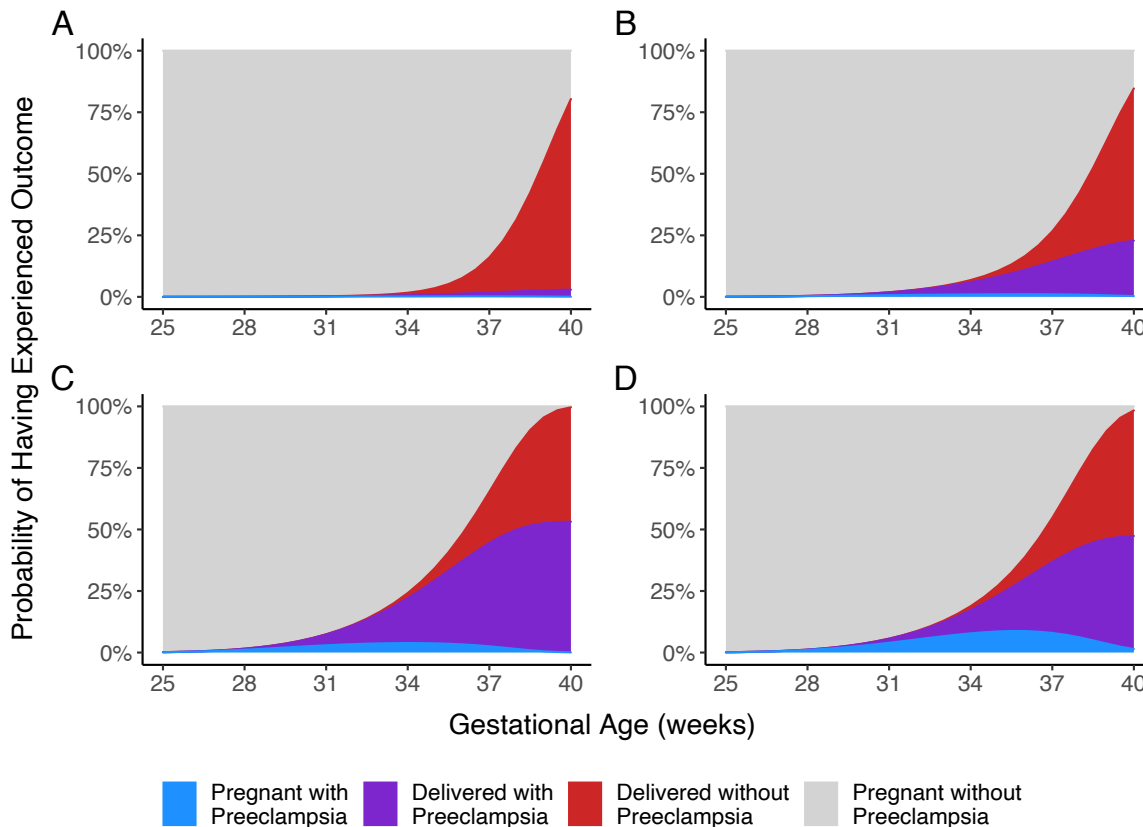 A
B
100%
75%
50%
25%
0%
25 28 31 34 37 40
100%
75%
50%
25%
0%
25 28 31 34 37 40
C
D
100%
75%
50%
25%
0%
25 28 31 34 37 40
100%
75%
50%
25%
0%
25 28 31 34 37 40
Probability of Having Experienced Outcome
Gestational Age (weeks)
Pregnant with
Preeclampsia
Delivered with
Preeclampsia
Delivered without
Preeclampsia
Pregnant without
Preeclampsia